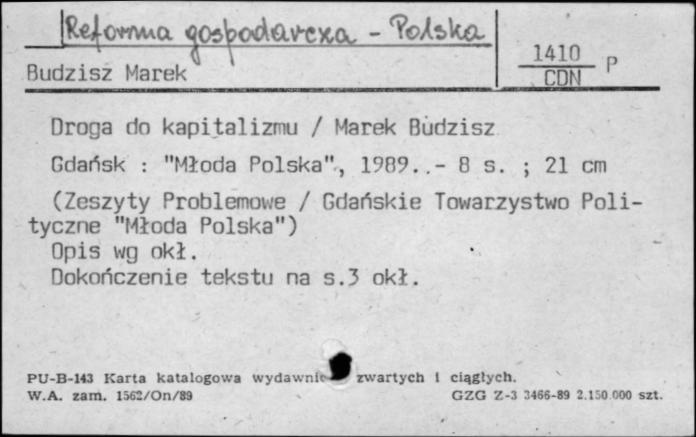 Reforma gospodarcza - Polska
1410 P
CDN
Budzisz Marek
Droga do kapitalizmu / Marek Budzisz
Gdańsk : "Młoda Polska", 1989. - 8 s. ; 21 cm
(Zeszyty Problemowe / Gdańskie Towarzystwo Poli-
tyczne "Młoda Polska")
Opis wg okł.
Dokończenie tekstu na s.3 okł.
PU-B-143 Karta katalogowa zwartych i ciągłych.
W.A. zam. 1562/On/89 GZG Z-3 3466-89 2.150.000 szt.